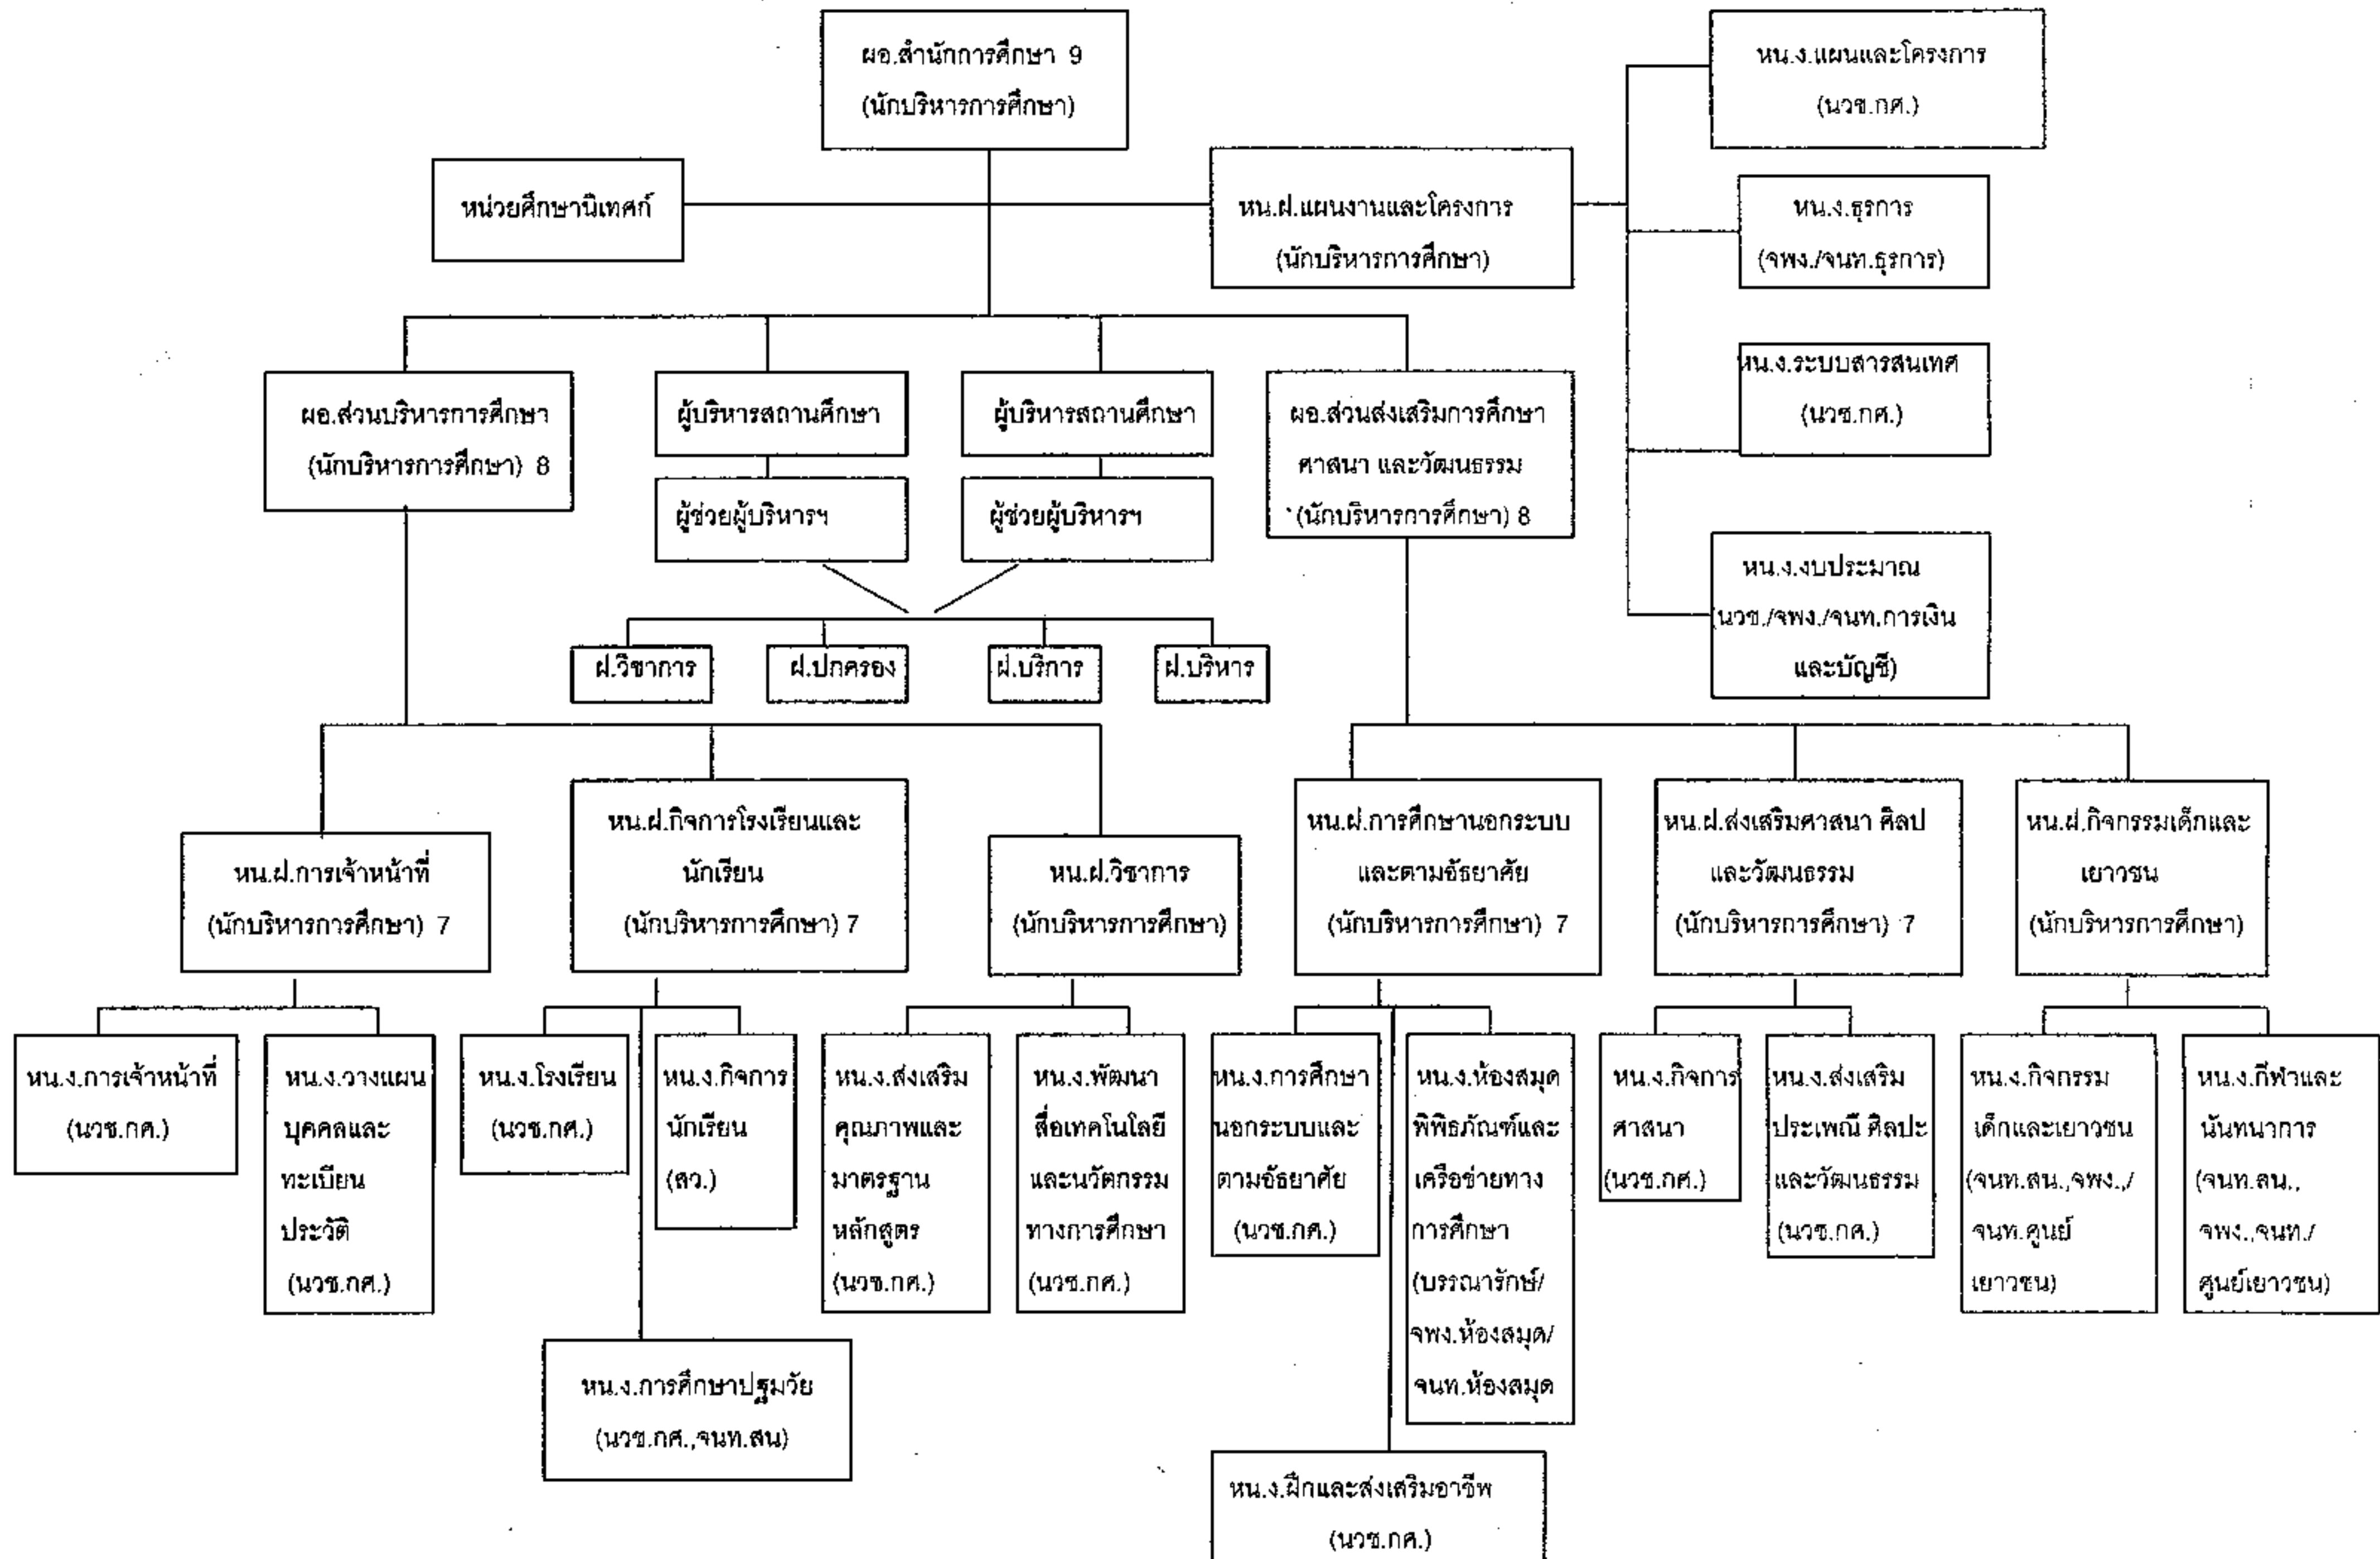 ผอ.สำนักการศึกษา 9
(นักบริหารการศึกษา)
หน.ง.แผนและโครงการ
(นวช.กศ.)
หน่วยศึกษานิเทศก์
หน.ฝ.แผนงานและโครงการ
(นักบริหารการศึกษา)
หน.ง.ธุรการ
(จพง./จนท.ธุรการ)
หน.ง.ระบบสารสนเทศ
(นวช.กศ.)
หน.ง.งบประมาณ
(นวช./จพง./จนท.การเงิน
และบัญชี)
ผอ.ส่วนบริหารการศึกษา
(นักบริหารการศึกษา) 8
ผู้บริหารสถานศึกษา
ผู้ช่วยผู้บริหารฯ
ผู้บริหารสถานศึกษา
ผู้ช่วยผู้บริหารฯ
ผอ.ส่วนส่งเสริมการศึกษา
ศาสนา และวัฒนธรรม
(นักบริหารการศึกษา) 8
ฝ.วิชาการ
ฝ.ปกครอง
ฝ.บริการ
ฝ.บริหาร
หน.ฝ.การเจ้าหน้าที่
(นักบริหารการศึกษา) 7
หน.ฝ.กิจการโรงเรียนและ
นักเรียน
(นักบริหารการศึกษา) 7
หน.ฝ.วิชาการ
(นักบริหารการศึกษา)
หน.ฝ.การศึกษานอกระบบ
และตามอัธยาศัย
(นักบริหารการศึกษา) 7
หน.ฝ.ส่งเสริมศาสนา ศิลป
และวัฒนธรรม
(นักบริหารการศึกษา) 7
หน.ฝ.กิจกรรมเด็กและ
เยาวชน
(นักบริหารการศึกษา)
หน.ง.การเจ้าหน้าที่
(นวช.กศ.)
หน.ง.วางแผน
บุคคลและ
ทะเบียน
ประวัติ
(นวช.กศ.)
หน.ง.โรงเรียน
(นวช.กศ.)
หน.ง.กิจการ
นักเรียน
(สว.)
หน.ง.ส่งเสริม
คุณภาพและ
มาตรฐาน
หลักสูตร
(นวช.กศ.)
หน.ง.พัฒนา
สื่อเทคโนโลยี
และนวัตกรรม
ทางการศึกษา
(นวช.กศ.)
หน.ง.การศึกษา
นอกระบบและ
ตามอัธยาศัย
(นวช.กศ.)
หน.ง.ห้องสมุด
พิพิธภัณฑ์และ
เครือข่ายทาง
การศึกษา
(บรรณารักษ์/
จพง.ห้องสมุด/
จนท.ห้องสมุด
หน.ง.กิจการ
ศาสนา
(นวช.กศ.)
หน.ง.ส่งเสริม
ประเพณี ศิลปะ
และวัฒนธรรม
(นวช.กศ.)
หน.ง.กิจกรรม
เด็กและเยาวชน
(จนท.สน.,จพง.,/
จนท.ศูนย์
เยาวชน)
หน.ง.กีฬาและ
นันทนาการ
(จนท.สน.,
จพง.,จนท./
ศูนย์เยาวชน)
หน.ง.การศึกษาปฐมวัย
(นวช.กศ.,จนท.สน)
หน.ง.ฝึกและส่งเสริมอาชีพ
(นวช.กศ.)